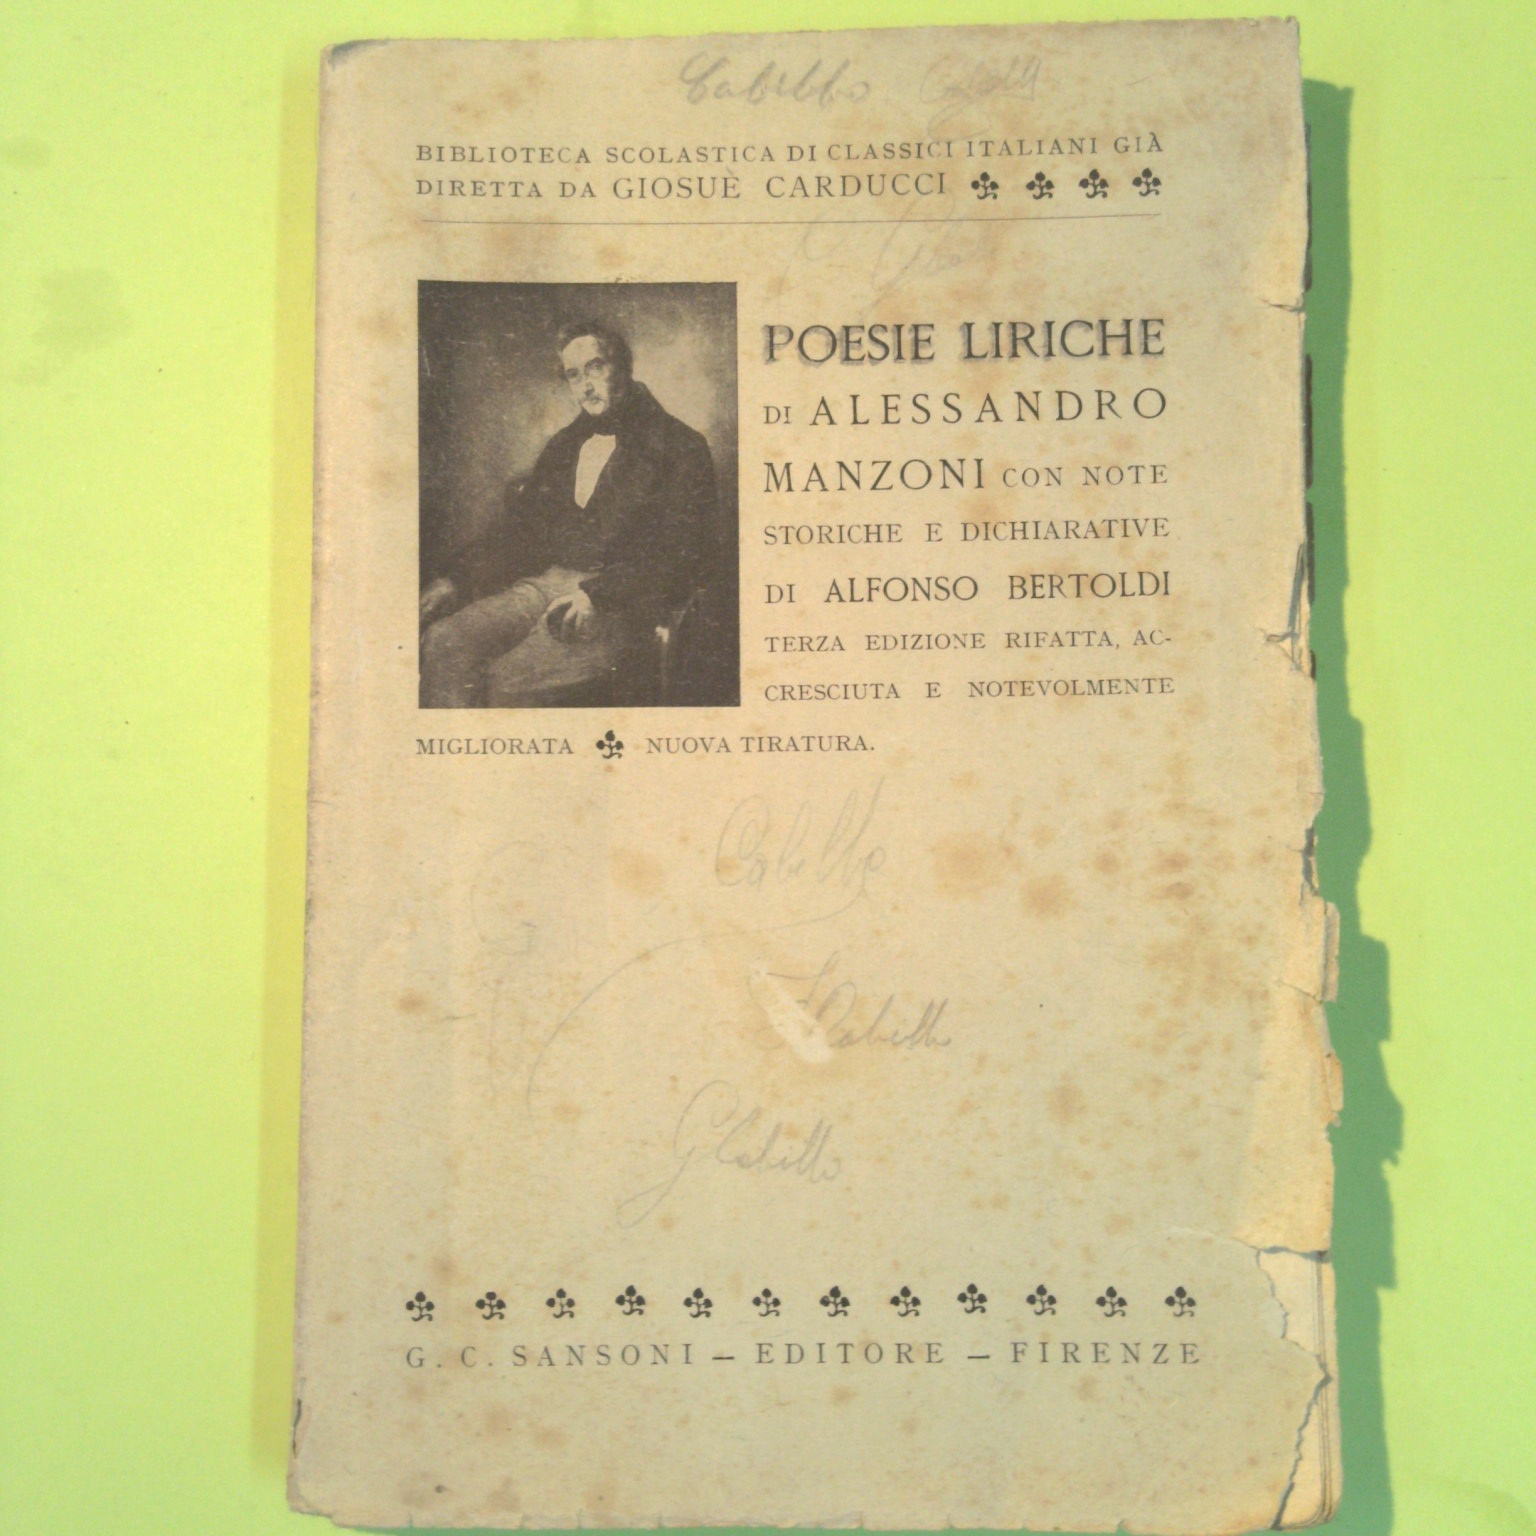 Cabibbo
BIBLIOTECA SCOLASTICA DI CLASSICI ITALIANI GIÀ
DIRETTA DA GIOSUÈ CARDUCCI
POESIE LIRICHE
DI ALESSANDRO
MANZONI CON NOTE
STORICHE E DICHIARATIVE
DI ALFONSO BERTOLDI
TERZA EDIZIONE RIFATTA, AC-
CRESCIUTA E NOTEVOLMENTE
MIGLIORATA NUOVA TIRATURA.
G. C. SANSONI — EDITORE — FIRENZE